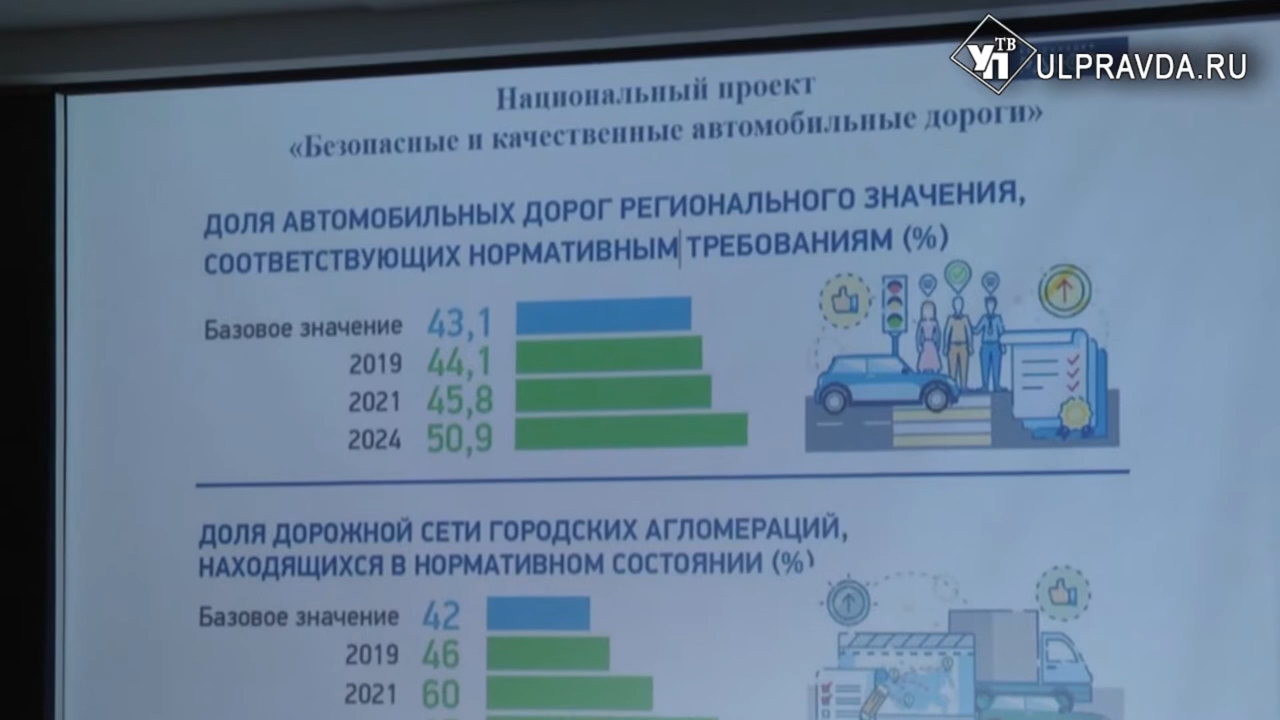 ТВ
УП
ULPRAVDA.RU
Национальный проект
«Безопасные и качественные автомобильные дороги»
ДОЛЯ АВТОМОБИЛЬНЫХ ДОРОГ РЕГИОНАЛЬНОГО ЗНАЧЕНИЯ,
СООТВЕТСТВУЮЩИХ НОРМАТИВНЫМ ТРЕБОВАНИЯМ (%)
Базовое значение 43,1
2019 44,1
2021 45,8
2024 50,9
ДОЛЯ ДОРОЖНОЙ СЕТИ ГОРОДСКИХ АГЛОМЕРАЦИЙ,
НАХОДЯЩИХСЯ В НОРМАТИВНОМ СОСТОЯНИИ (%)
Базовое значение 42
2019 46
2021 60